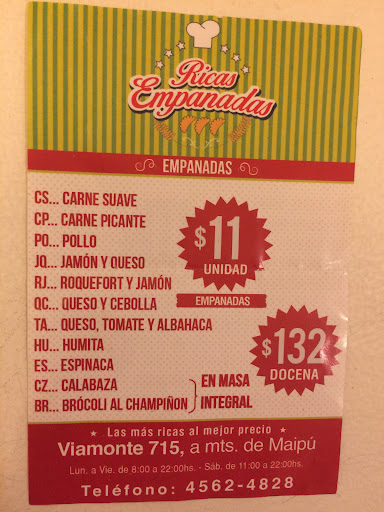 Ricas
Empanadas
EMPANADAS
CS... CARNE SUAVE
CP... CARNE PICANTE
PO... POLLO
JQ... JAMÓN Y QUESO
RJ... ROQUEFORT Y JAMÓN
QC... QUESO Y CEBOLLA
TA... QUESO, TOMATE Y ALBAHACA
HU... HUMITA
ES... ESPINACA
CZ... CALABAZA
BR... BRÓCOLI AL CHAMPIÑON
EN MASA
INTEGRAL
$11
UNIDAD
EMPANADAS
$132
DOCENA
Las más ricas al mejor precio
Viamonte 715, a mts. de Maipú
Lun. a Vie. de 8:00 a 22:00hs. - Sáb. de 11:00 a 22:00hs.
Teléfono: 4562-4828